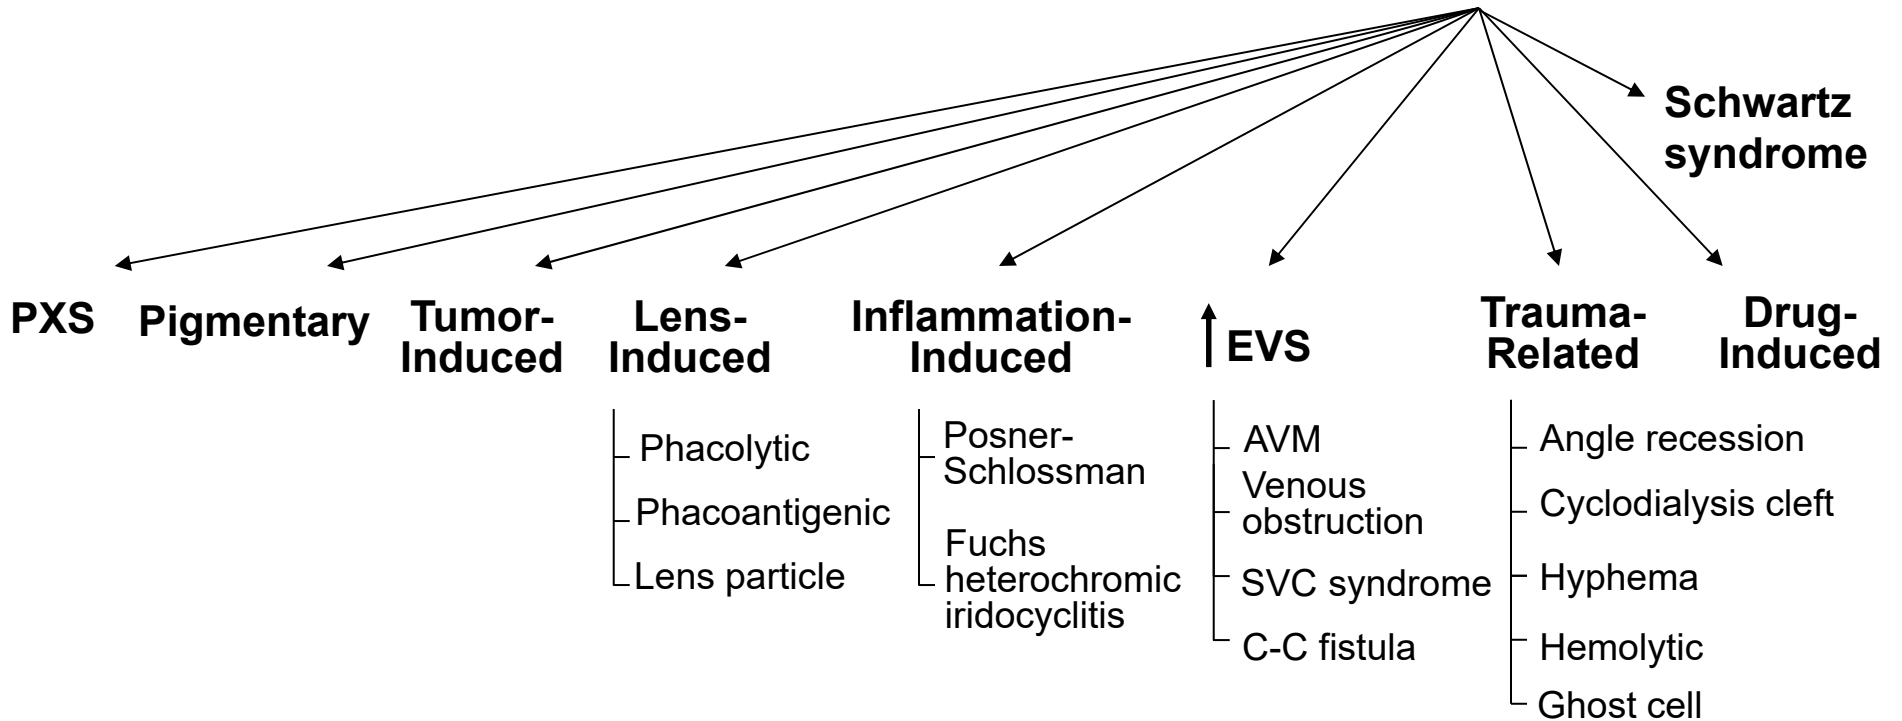 Schwartz
syndrome
PXS
Pigmentary
Tumor-
Induced
Lens-
Induced
Phacolytic
Phacoantigenic
Lens particle
Inflammation-
Induced
Posner-
Schlossman
Fuchs
heterochromic
iridocyclitis
EVS
AVM
Venous
obstruction
SVC syndrome
C-C fistula
Trauma-
Related
Angle recession
Cyclodialysis cleft
Hyphema
Hemolytic
Ghost cell
Drug-
Induced